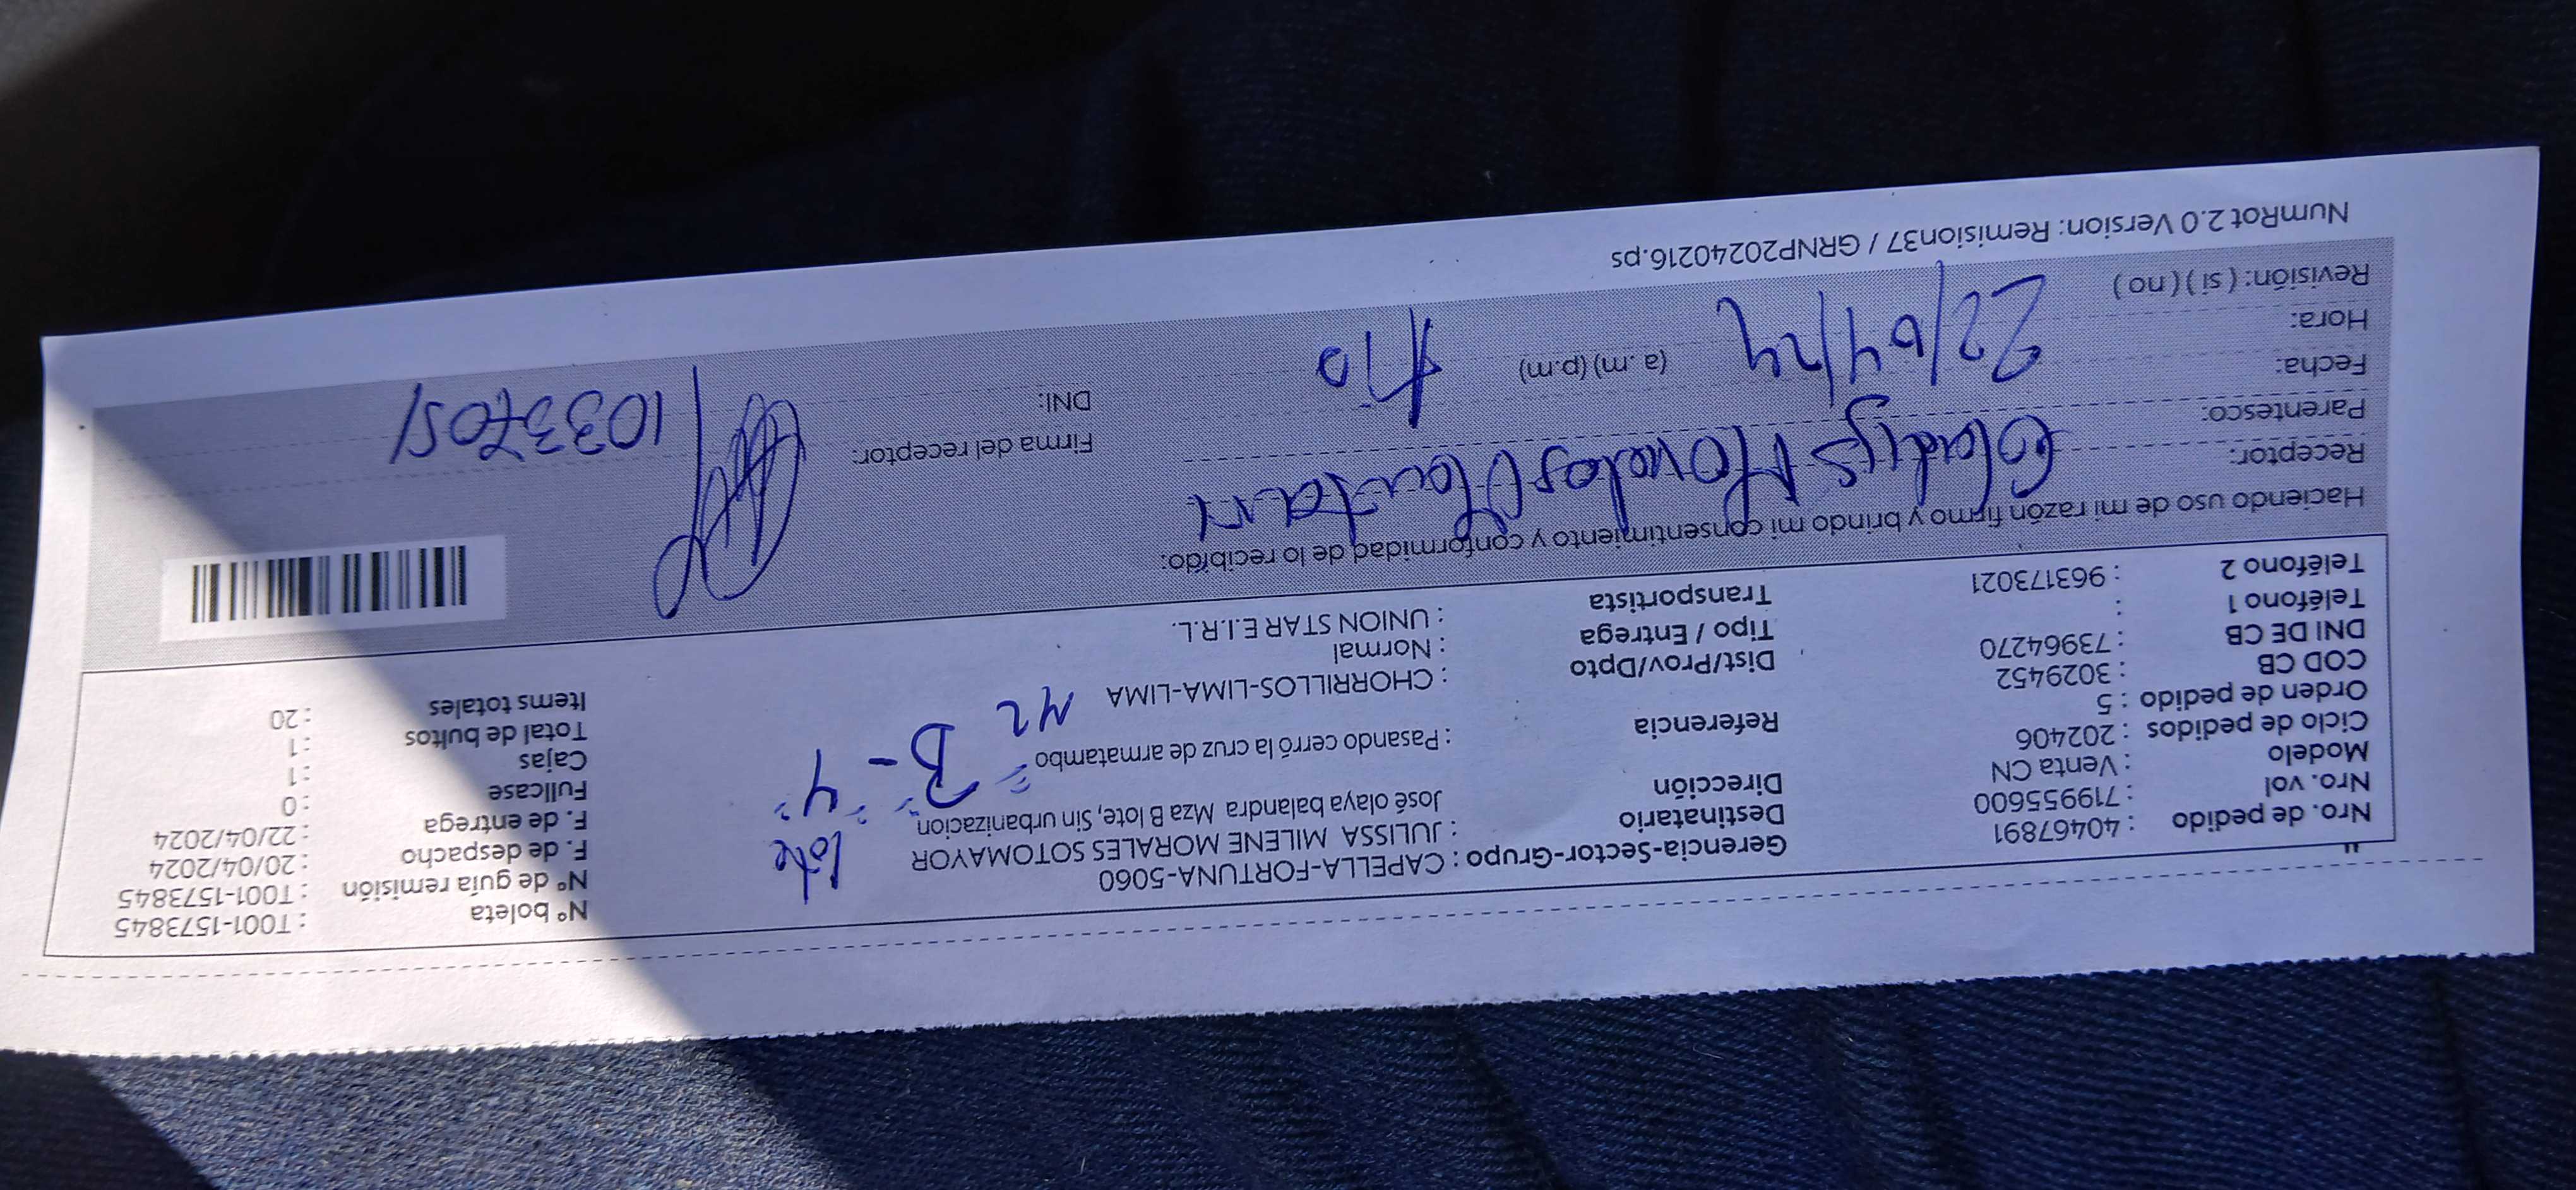 Nro. de pedido : 40467891
Nro. vol : 71955600
Modelo : Venta CN
Ciclo de pedidos : 202406
Orden de pedido : 5
COD CB : 3029452
DNI DE CB : 73964270
Teléfono 1 :
Teléfono 2 : 963173021
Gerencia-Sector-Grupo : CAPELLA-FORTUNA-5060
Destinatario : JULISSA MILENE MORALES SOTOMAYOR
Dirección José olaya balandra Mza B lote, Sin urbanizacion
Referencia : Pasando cerró la cruz de armatambo
Dist/Prov/Dpto : CHORRILLOS-LIMA-LIMA
Tipo / Entrega : Normal
Transportista : UNION STAR E.I.R.L.
lote
4
B -
MZ
Nº boleta : T001-1573845
Nº de guía remisión : T001-1573845
F. de despacho : 20/04/2024
F. de entrega : 22/04/2024
Fullcase : 0
Cajas : 1
Total de bultos : 1
Items totales : 20
Haciendo uso de mi razón firmo y brindo mi consentimiento y conformidad de lo recibido:
Receptor: Gladys
Parentesco:
Fecha: 22/04/24
Hora: (a. m) (p.m)
Revisión: ( sí ) ( no )
Firma del receptor:
DNI: 10337051
NumRot 2.0 Version: Remision37 / GRNP20240216.ps